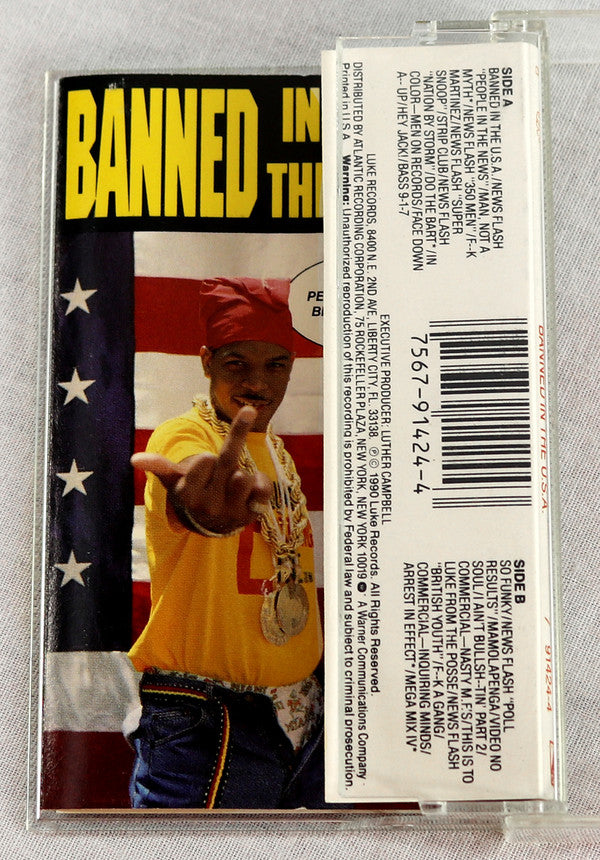 BANNED IN
THE
PE
B
SIDE A
BANNED IN THE U.S.A./NEWS FLASH
"PEOPLE IN THE NEWS"/MAN, NOT A
MYTH*/NEWS FLASH "350 MEN"/F--K
MARTINEZ/NEWS FLASH "SUPER
SNOOP"/STRIP CLUB/NEWS FLASH
"NATION BY STORM"/DO THE BART*/IN
COLOR—MEN ON RECORDS/FACE DOWN
A-- UP/HEY JACK!/BASS 9-1-7
7567-91424-4
SIDE B
SO FUNKY/NEWS FLASH "POLL
RESULTS"/MAMOLAPENGA/VIDEO NO
SOUL/I AIN'T BULLSH--TIN' PART 2/
COMMERCIAL—NASTY M.F.'S/THIS IS TO
LUKE FROM THE POSSE/NEWS FLASH
"BRITISH YOUTH"/F--K A GANG/
COMMERCIAL—INQUIRING MINDS/
ARREST IN EFFECT*/MEGA MIX IV*
EXECUTIVE PRODUCER: LUTHER CAMPBELL
LUKE RECORDS, 8400 N.E. 2ND AVE, LIBERTY CITY, FL. 33138. ℗ © 1990 Luke Records. All Rights Reserved.
DISTRIBUTED BY ATLANTIC RECORDING CORPORATION, 75 ROCKEFELLER PLAZA, NEW YORK, NEW YORK 10019 A Warner Communications Company
Printed in U.S.A. Warning: Unauthorized reproduction of this recording is prohibited by Federal law and subject to criminal prosecution.
BANNED IN THE U.S.A.
7 91424-4